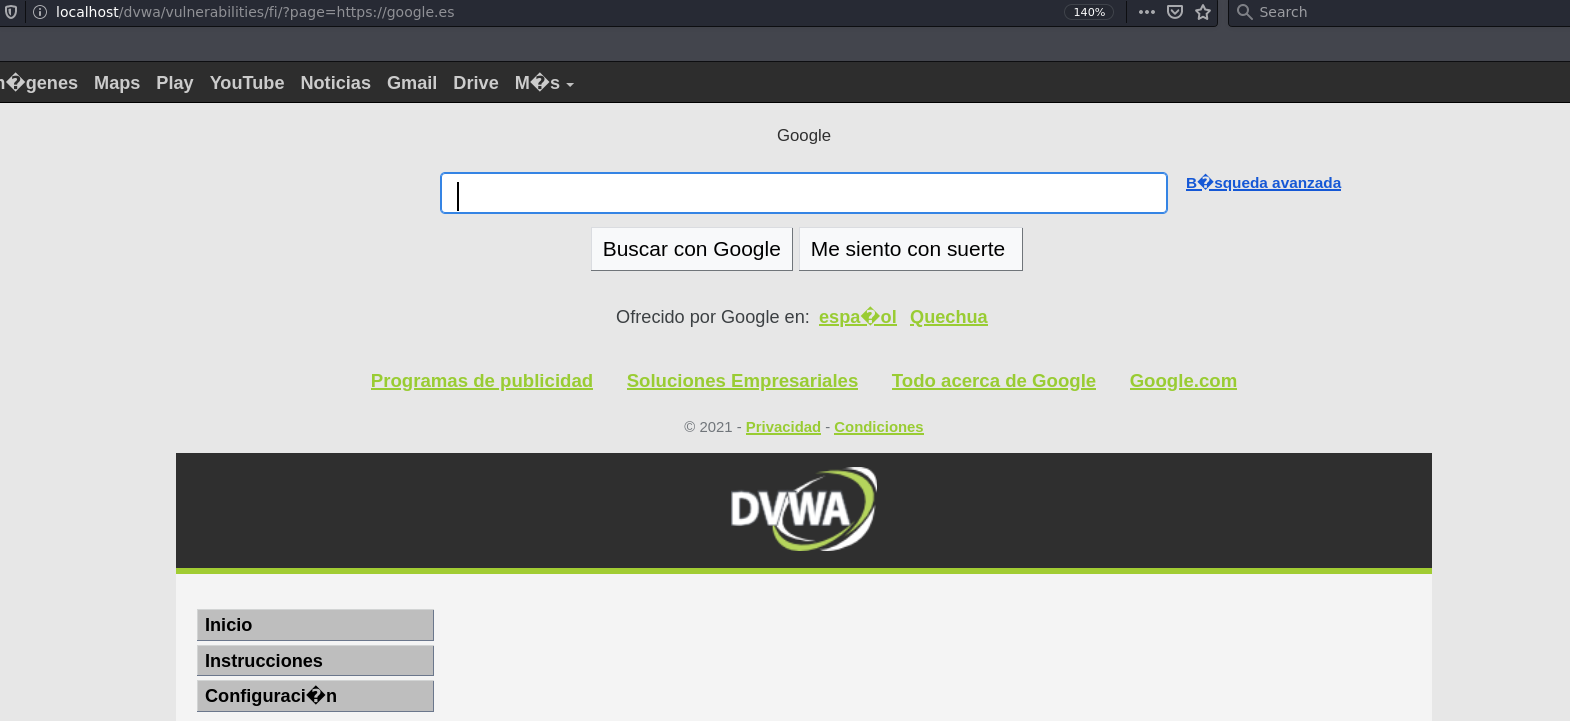 localhost/dvwa/vulnerabilities/fi/?page=https://google.es 140% Search
�genes Maps Play YouTube Noticias Gmail Drive M�s
Google
B�squeda avanzada
Buscar con Google Me siento con suerte
Ofrecido por Google en: espa�ol Quechua
Programas de publicidad Soluciones Empresariales Todo acerca de Google Google.com
© 2021 - Privacidad - Condiciones
DVWA
Inicio
Instrucciones
Configuraci�n